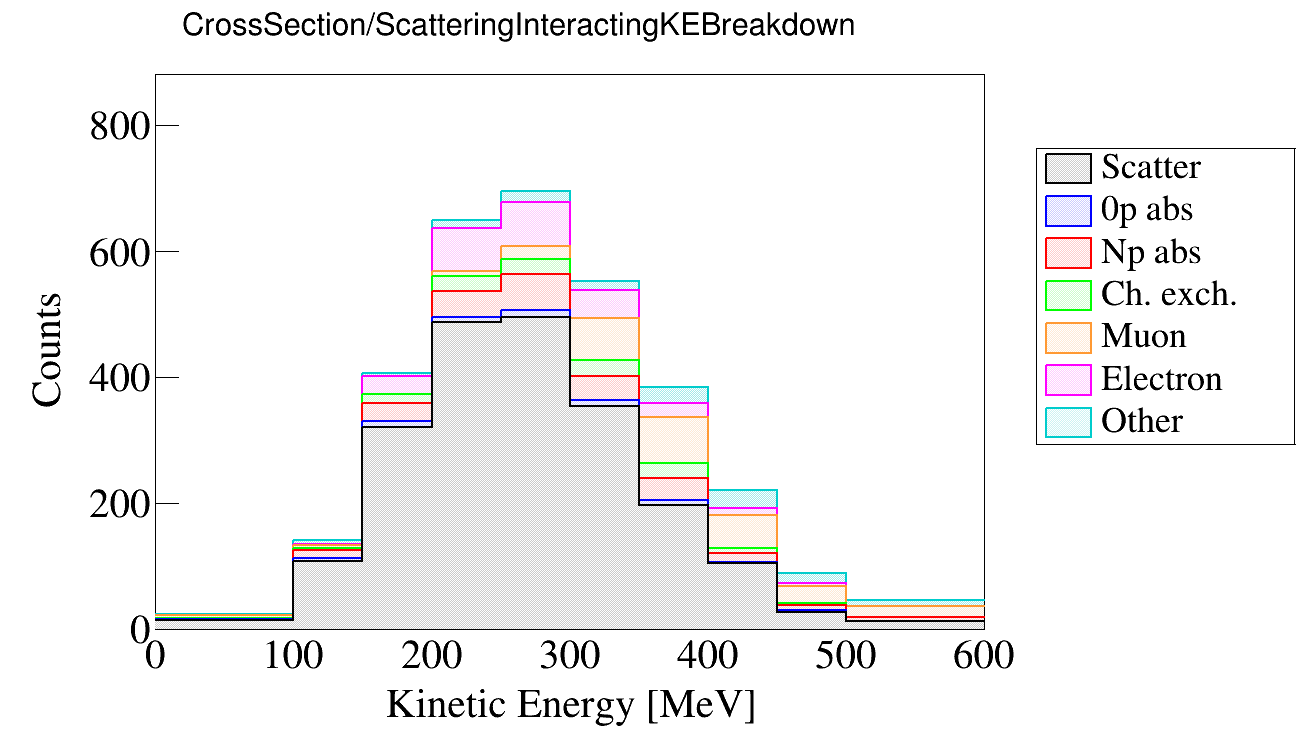 CrossSection/ScatteringInteractingKEBreakdown
800
600
400
200
0
Counts
0 100 200 300 400 500 600
Kinetic Energy [MeV]
Scatter
0p abs
Np abs
Ch. exch.
Muon
Electron
Other